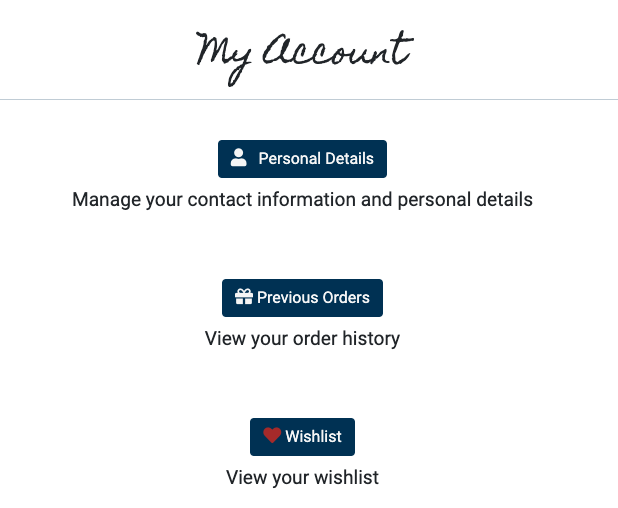 My Account
Personal Details
Manage your contact information and personal details
Previous Orders
View your order history
Wishlist
View your wishlist